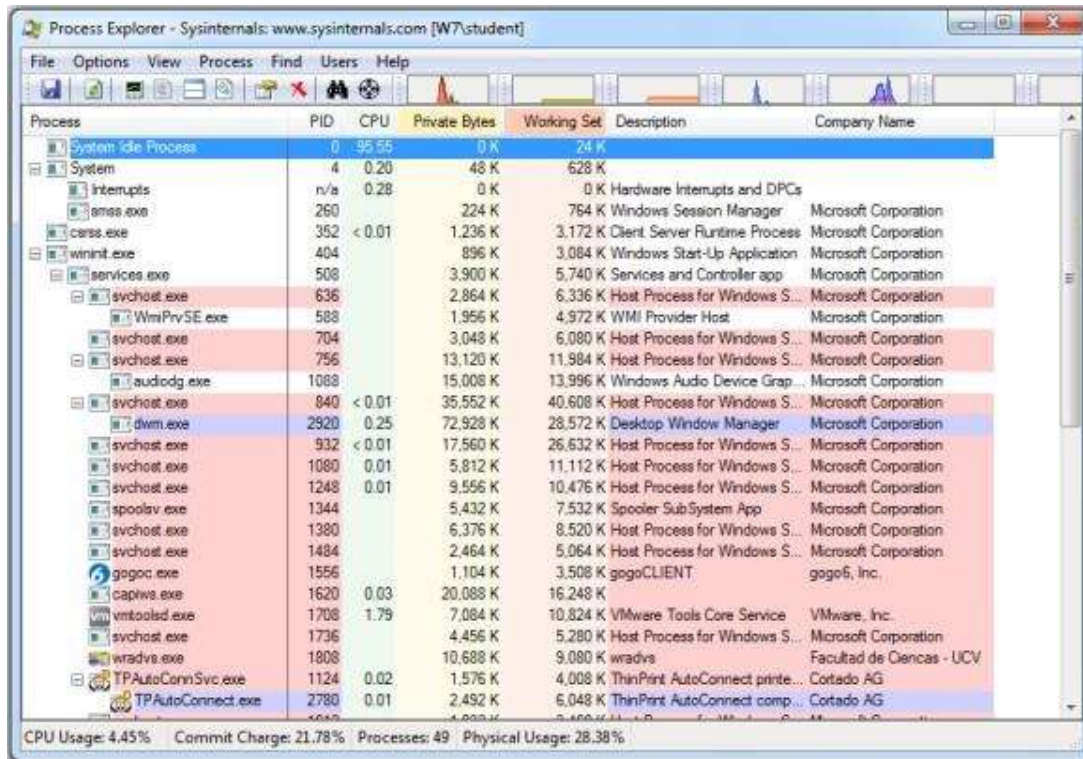 Process Explorer - Sysinternals: www.sysinternals.com [W7\student]
File Options View Process Find Users Help
Process PID CPU Private Bytes Working Set Description Company Name
System Idle Process 0 95.55 0 K 24 K
System 4 0.20 48 K 628 K
Interrupts n/a 0.28 0 K 0 K Hardware Interrupts and DPCs
smss.exe 260 224 K 764 K Windows Session Manager Microsoft Corporation
csrss.exe 352 < 0.01 1,236 K 3,172 K Client Server Runtime Process Microsoft Corporation
wininit.exe 404 896 K 3,084 K Windows Start-Up Application Microsoft Corporation
services.exe 508 3,900 K 5,740 K Services and Controller app Microsoft Corporation
svchost.exe 636 2,864 K 6,336 K Host Process for Windows S... Microsoft Corporation
WmiPrvSE.exe 588 1,956 K 4,972 K WMI Provider Host Microsoft Corporation
svchost.exe 704 3,048 K 6,080 K Host Process for Windows S... Microsoft Corporation
svchost.exe 756 13,120 K 11,984 K Host Process for Windows S... Microsoft Corporation
audiodg.exe 1088 15,008 K 13,996 K Windows Audio Device Grap... Microsoft Corporation
svchost.exe 840 < 0.01 35,552 K 40,608 K Host Process for Windows S... Microsoft Corporation
dwm.exe 2920 0.25 72,928 K 28,572 K Desktop Window Manager Microsoft Corporation
svchost.exe 932 < 0.01 17,560 K 26,632 K Host Process for Windows S... Microsoft Corporation
svchost.exe 1080 0.01 5,812 K 11,112 K Host Process for Windows S... Microsoft Corporation
svchost.exe 1248 0.01 9,556 K 10,476 K Host Process for Windows S... Microsoft Corporation
spoolsv.exe 1344 5,432 K 7,532 K Spooler SubSystem App Microsoft Corporation
svchost.exe 1380 6,376 K 8,520 K Host Process for Windows S... Microsoft Corporation
svchost.exe 1484 2,464 K 5,064 K Host Process for Windows S... Microsoft Corporation
gogoc.exe 1556 1,104 K 3,508 K gogoCLIENT gogo6, Inc.
capiws.exe 1620 0.03 20,088 K 16,248 K
vmtoolsd.exe 1708 1.79 7,084 K 10,824 K VMware Tools Core Service VMware, Inc.
svchost.exe 1736 4,456 K 5,280 K Host Process for Windows S... Microsoft Corporation
wradvs.exe 1808 10,688 K 9,080 K wradvs Facultad de Ciencas - UCV
TPAutoConnSvc.exe 1124 0.02 1,576 K 4,008 K ThinPrint AutoConnect printe... Cortado AG
TPAutoConnect.exe 2780 0.01 2,492 K 6,048 K ThinPrint AutoConnect comp... Cortado AG
CPU Usage: 4.45% Commit Charge: 21.78% Processes: 49 Physical Usage: 28.38%